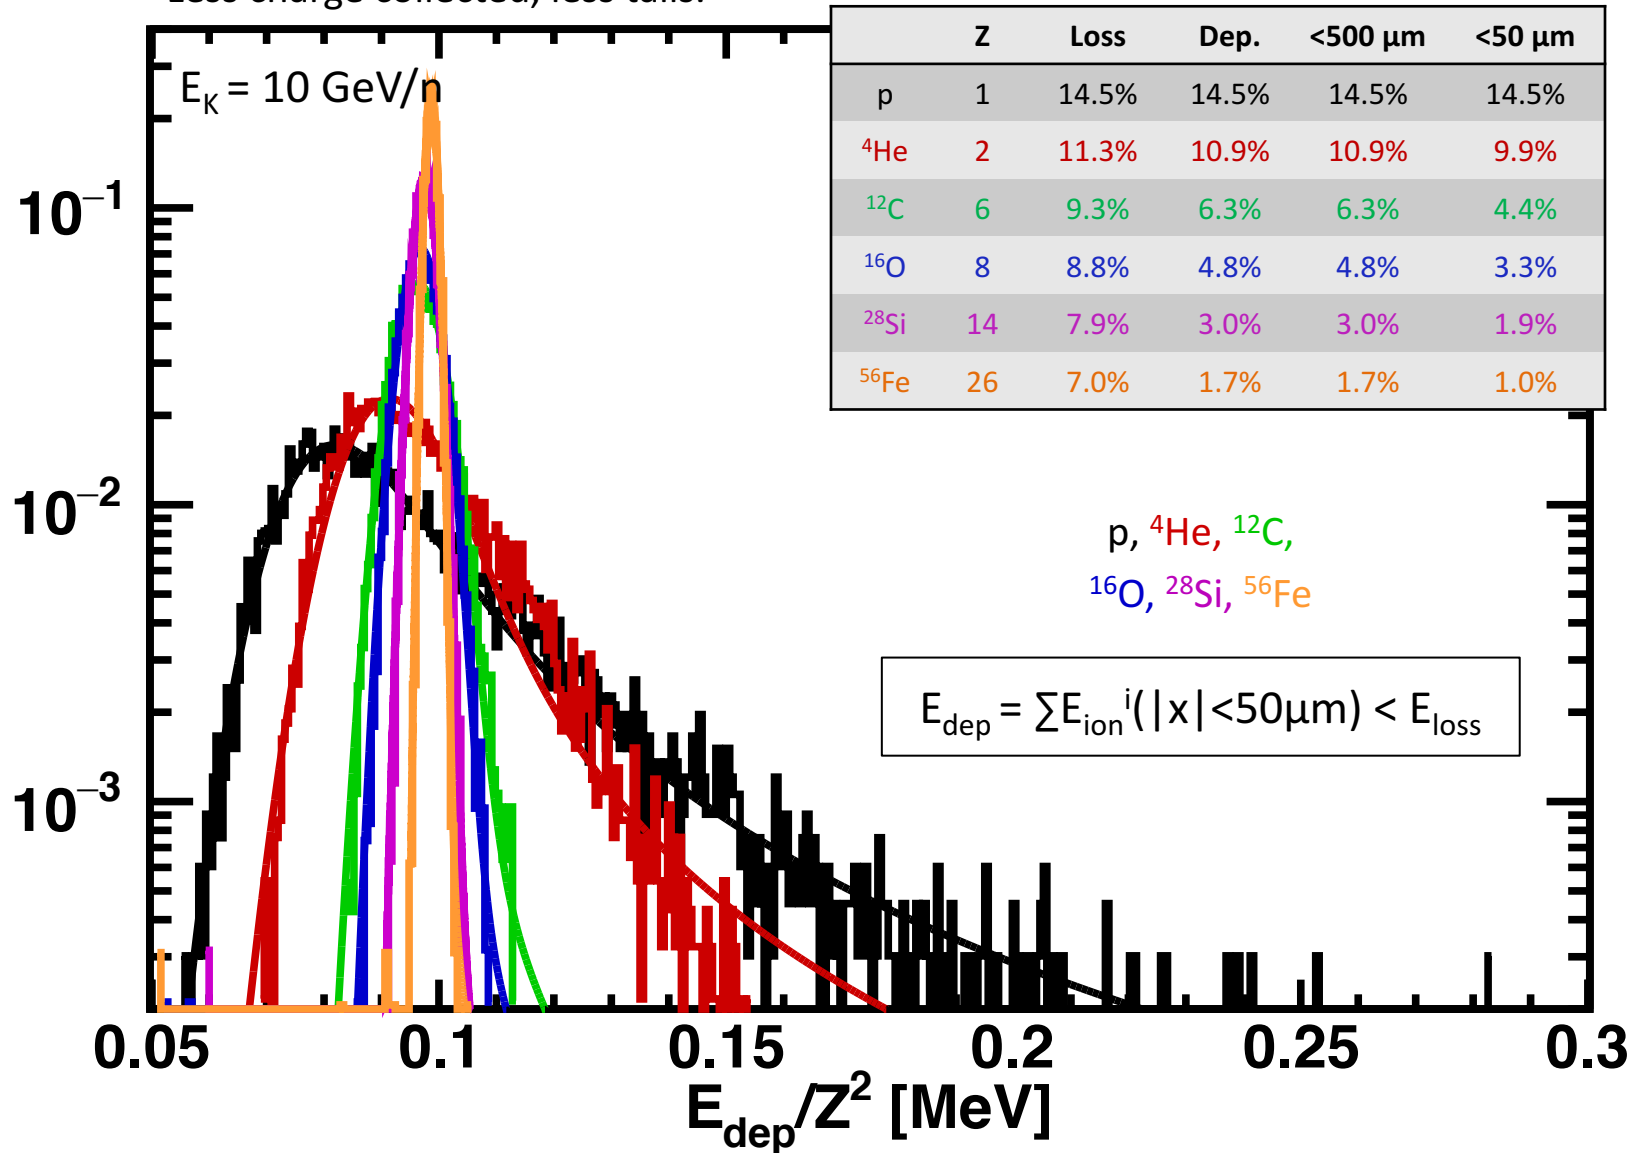 Less charge collected, less tails.
E_K = 10 GeV/n
Z Loss Dep. <500 µm <50 µm
p 1 14.5% 14.5% 14.5% 14.5%
⁴He 2 11.3% 10.9% 10.9% 9.9%
¹²C 6 9.3% 6.3% 6.3% 4.4%
¹⁶O 8 8.8% 4.8% 4.8% 3.3%
²⁸Si 14 7.9% 3.0% 3.0% 1.9%
⁵⁶Fe 26 7.0% 1.7% 1.7% 1.0%
10⁻¹
10⁻²
10⁻³
p, ⁴He, ¹²C,
¹⁶O, ²⁸Si, ⁵⁶Fe
E_dep = ∑E_ion^i(|x|<50µm) < E_loss
0.05 0.1 0.15 0.2 0.25 0.3
E_dep/Z² [MeV]